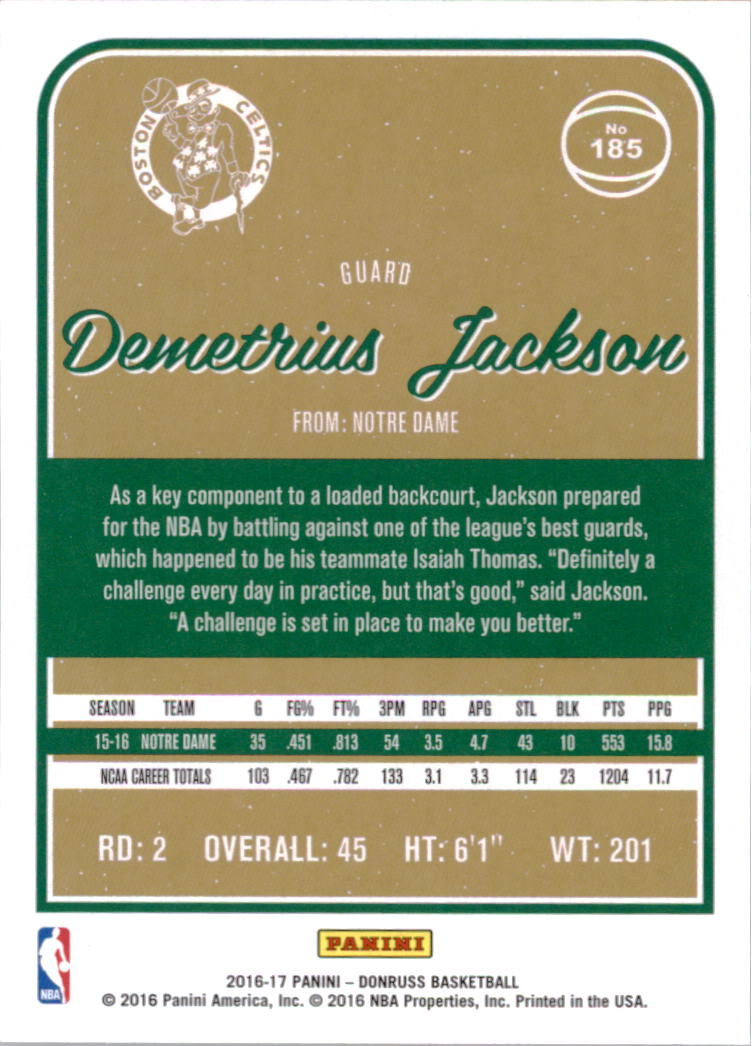 BOSTON CELTICS
No
185
GUARD
Demetrius Jackson
FROM: NOTRE DAME
As a key component to a loaded backcourt, Jackson prepared
for the NBA by battling against one of the league's best guards,
which happened to be his teammate Isaiah Thomas. “Definitely a
challenge every day in practice, but that's good,” said Jackson.
“A challenge is set in place to make you better.”
SEASON TEAM G FG% FT% 3PM RPG APG STL BLK PTS PPG
15-16 NOTRE DAME 35 .451 .813 54 3.5 4.7 43 10 553 15.8
NCAA CAREER TOTALS 103 .467 .782 133 3.1 3.3 114 23 1204 11.7
RD: 2 OVERALL: 45 HT: 6'1" WT: 201
NBA
PANINI
2016-17 PANINI – DONRUSS BASKETBALL
© 2016 Panini America, Inc. © 2016 NBA Properties, Inc. Printed in the USA.